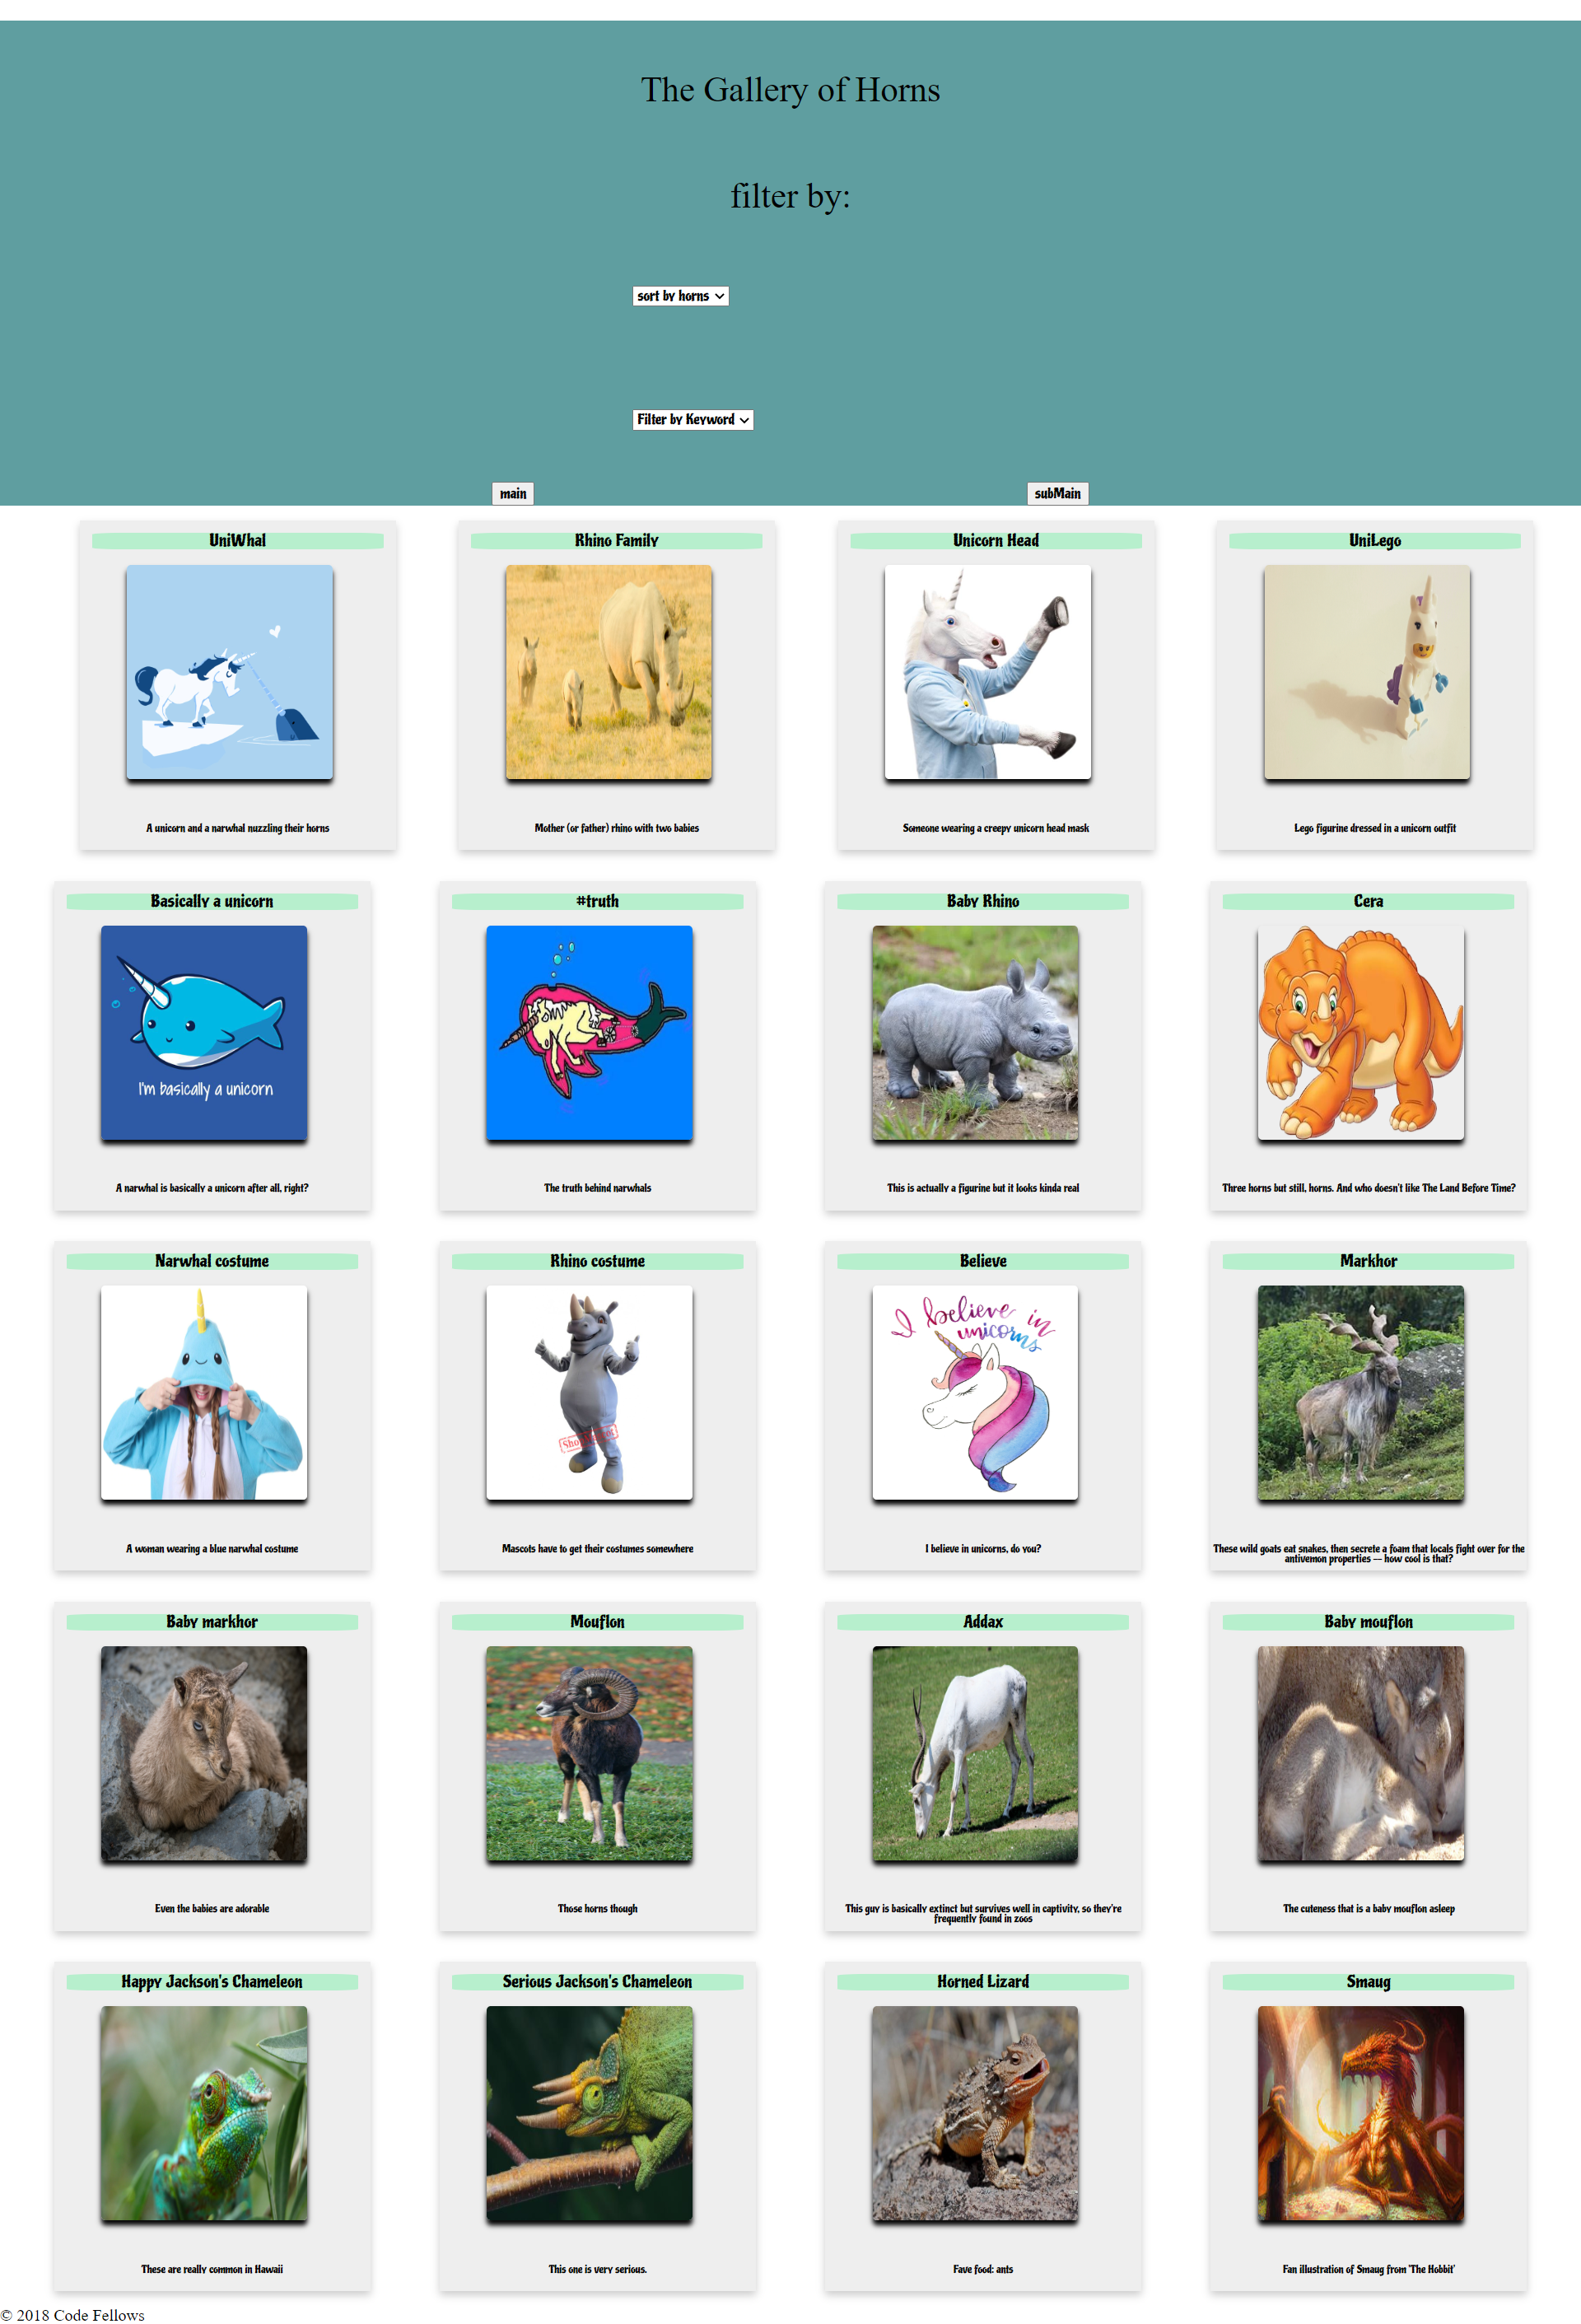 The Gallery of Horns
filter by:
sort by horns
Filter by Keyword
main
subMain
UniWhal
Rhino Family
Unicorn Head
UniLego
A unicorn and a narwhal nuzzling their horns
Mother (or father) rhino with two babies
Someone wearing a creepy unicorn head mask
Lego figurine dressed in a unicorn outfit
Basically a unicorn
#truth
Baby Rhino
Cera
I'm basically a unicorn
A narwhal is basically a unicorn after all, right?
The truth behind narwhals
This is actually a figurine but it looks kinda real
Three horns but still, horns. And who doesn't like The Land Before Time?
Narwhal costume
Rhino costume
Believe
Markhor
I believe in
unicorns
A woman wearing a blue narwhal costume
Mascots have to get their costumes somewhere
I believe in unicorns, do you?
These wild goats eat snakes, then secrete a foam that locals fight over for the
antivemon properties -- how cool is that?
Baby markhor
Mouflon
Addax
Baby mouflon
Even the babies are adorable
Those horns though
This guy is basically extinct but survives well in captivity, so they're
frequently found in zoos
The cuteness that is a baby mouflon asleep
Happy Jackson's Chameleon
Serious Jackson's Chameleon
Horned Lizard
Smaug
These are really common in Hawaii
This one is very serious.
Fave food: ants
Fan illustration of Smaug from 'The Hobbit'
© 2018 Code Fellows